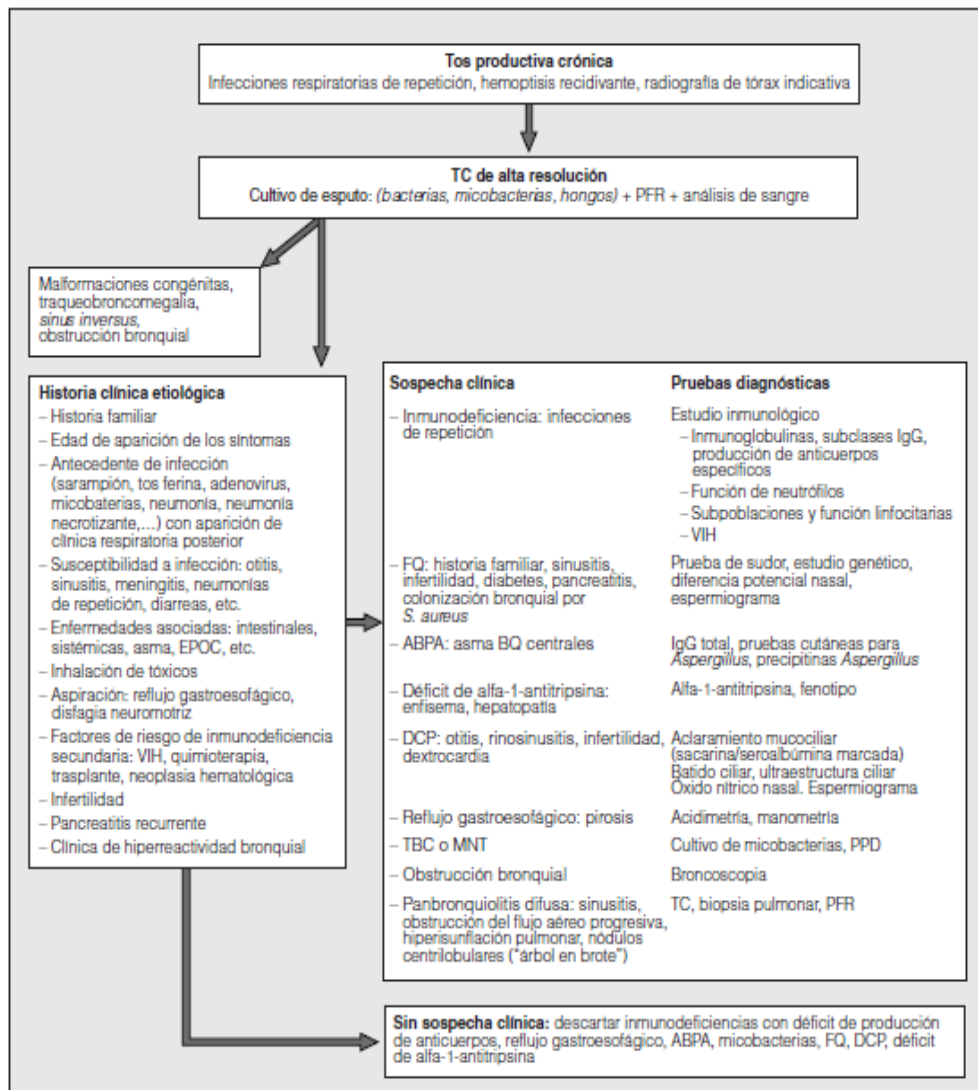 Tos productiva crónica
Infecciones respiratorias de repetición, hemoptisis recidivante, radiografía de tórax indicativa
TC de alta resolución
Cultivo de esputo: (bacterias, micobacterias, hongos) + PFR + análisis de sangre
Malformaciones congénitas,
traqueobroncomegalia,
sinus inversus,
obstrucción bronquial
Historia clínica etiológica
– Historia familiar
– Edad de aparición de los síntomas
– Antecedente de infección
(sarampión, tos ferina, adenovirus,
micobaterias, neumonía, neumonía
necrotizante,...) con aparición de
clínica respiratoria posterior
– Susceptibilidad a infección: otitis,
sinusitis, meningitis, neumonías
de repetición, diarreas, etc.
– Enfermedades asociadas: intestinales,
sistémicas, asma, EPOC, etc.
– Inhalación de tóxicos
– Aspiración: reflujo gastroesofágico,
disfagia neuromotriz
– Factores de riesgo de inmunodeficiencia
secundaria: VIH, quimioterapia,
trasplante, neoplasia hematológica
– Infertilidad
– Pancreatitis recurrente
– Clínica de hiperreactividad bronquial
Sospecha clínica
– Inmunodeficiencia: infecciones
de repetición
– FQ: historia familiar, sinusitis,
infertilidad, diabetes, pancreatitis,
colonización bronquial por
S. aureus
– ABPA: asma BQ centrales
– Déficit de alfa-1-antitripsina:
enfisema, hepatopatía
– DCP: otitis, rinosinusitis, infertilidad,
dextrocardia
– Reflujo gastroesofágico: pirosis
– TBC o MNT
– Obstrucción bronquial
– Panbronquiolitis difusa: sinusitis,
obstrucción del flujo aéreo progresiva,
hiperisunflación pulmonar, nódulos
centrilobulares ("árbol en brote")
Pruebas diagnósticas
Estudio inmunológico
– Inmunoglobulinas, subclases IgG,
producción de anticuerpos
específicos
– Función de neutrófilos
– Subpoblaciones y función linfocitarias
– VIH
Prueba de sudor, estudio genético,
diferencia potencial nasal,
espermiograma
IgG total, pruebas cutáneas para
Aspergillus, precipitinas Aspergillus
Alfa-1-antitripsina, fenotipo
Aclaramiento mucociliar
(sacarina/seroalbúmina marcada)
Batido ciliar, ultraestructura ciliar
Óxido nítrico nasal. Espermiograma
Acidimetría, manometría
Cultivo de micobacterias, PPD
Broncoscopia
TC, biopsia pulmonar, PFR
Sin sospecha clínica: descartar inmunodeficiencias con déficit de producción
de anticuerpos, reflujo gastroesofágico, ABPA, micobacterias, FQ, DCP, déficit
de alfa-1-antitripsina